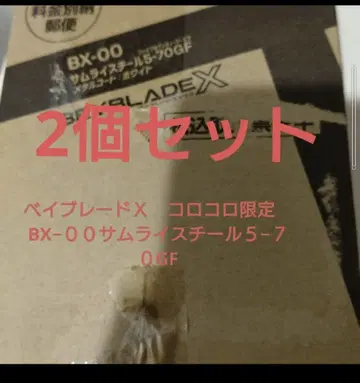 料金別納
郵便
BX-00
サムライスチール5-70GF
メタルコート:ホワイト
BEYBLADE X
2個セット
ベイブレードX コロコロ限定
BX-00サムライスチール5-7
0GF